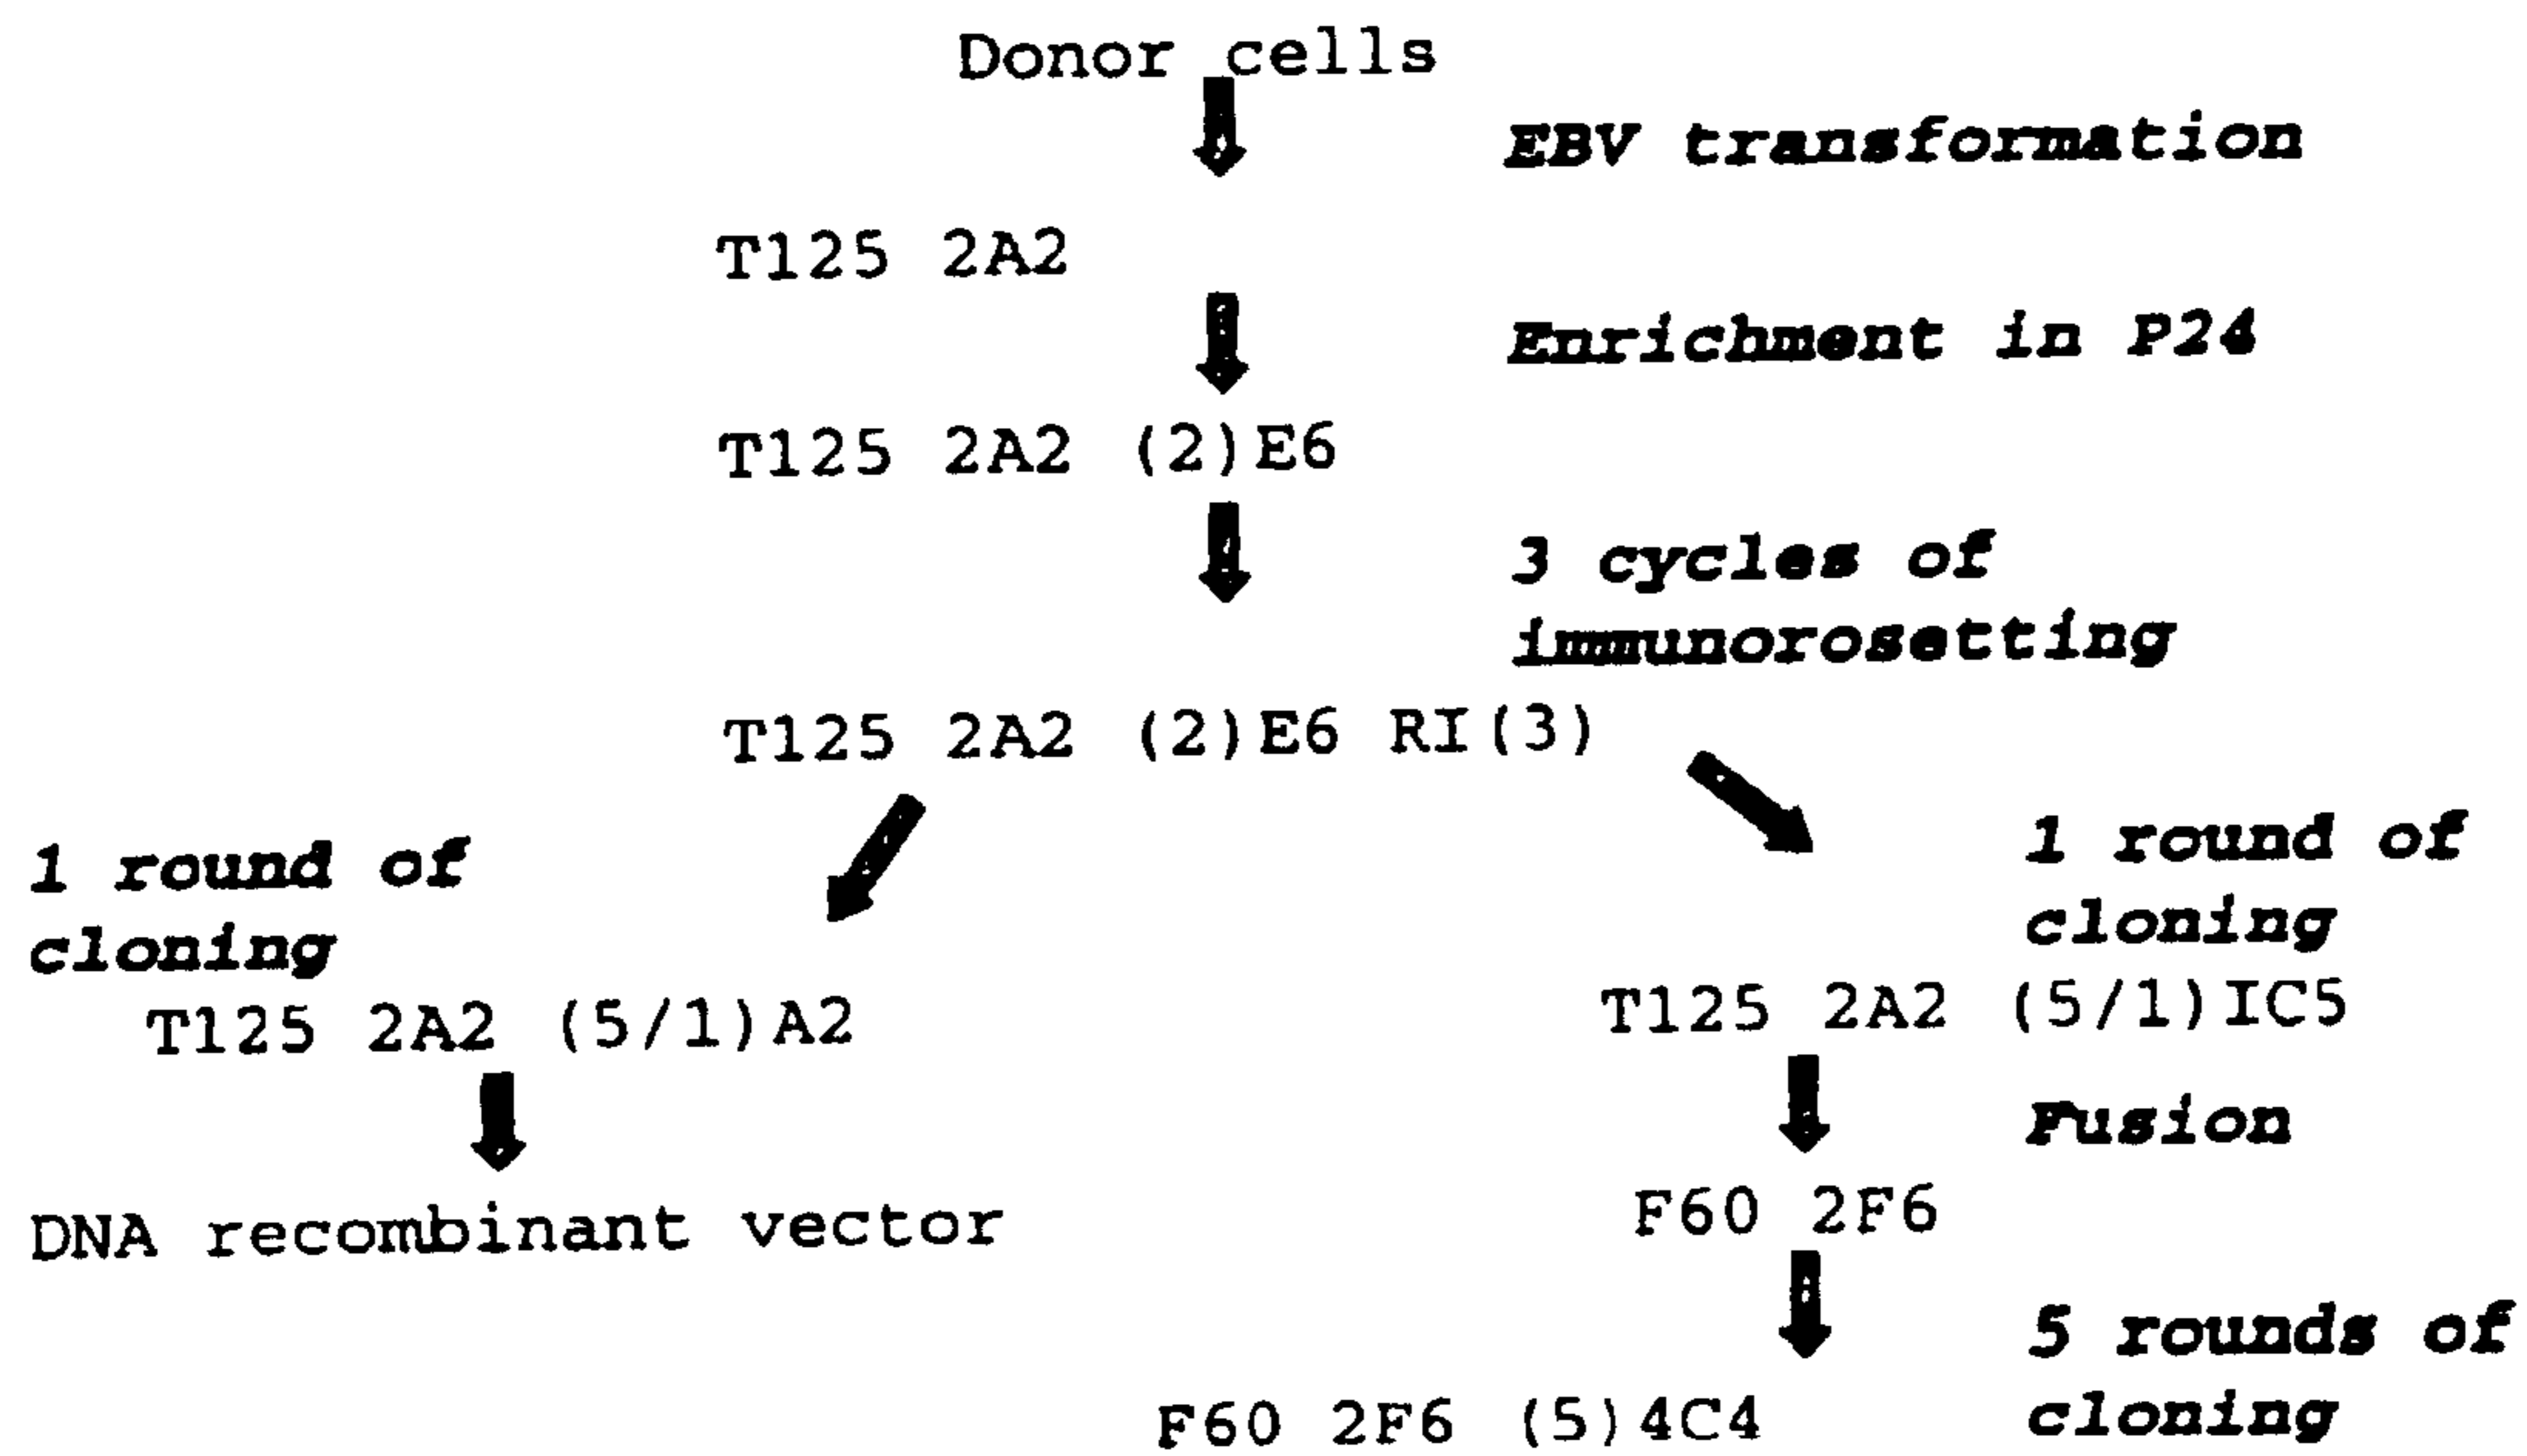 Donor cells
EBV transformation
T125 2A2
Enrichment in P24
T125 2A2 (2)E6
3 cycles of
immunorosetting
T125 2A2 (2)E6 RI(3)
1 round of
cloning
T125 2A2 (5/1)A2
DNA recombinant vector
1 round of
cloning
T125 2A2 (5/1)IC5
Fusion
F60 2F6
5 rounds of
cloning
F60 2F6 (5)4C4